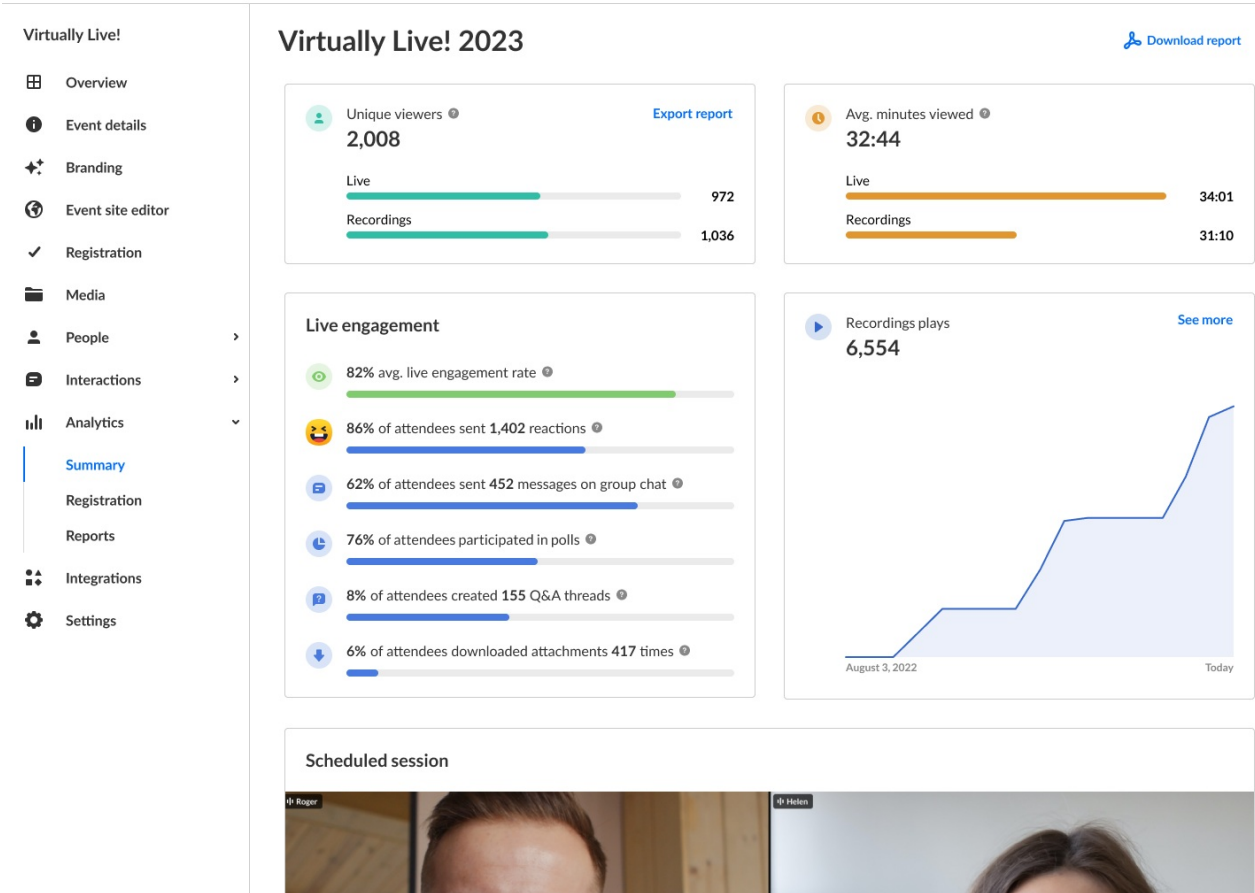 Virtually Live!
Overview
Event details
Branding
Event site editor
Registration
Media
People
Interactions
Analytics
Summary
Registration
Reports
Integrations
Settings
Virtually Live! 2023
Download report
Unique viewers
Export report
2,008
Live
972
Recordings
1,036
Avg. minutes viewed
32:44
Live
34:01
Recordings
31:10
Live engagement
82% avg. live engagement rate
86% of attendees sent 1,402 reactions
62% of attendees sent 452 messages on group chat
76% of attendees participated in polls
8% of attendees created 155 Q&A threads
6% of attendees downloaded attachments 417 times
Recordings plays
See more
6,554
August 3, 2022
Today
Scheduled session
Roger
Helen